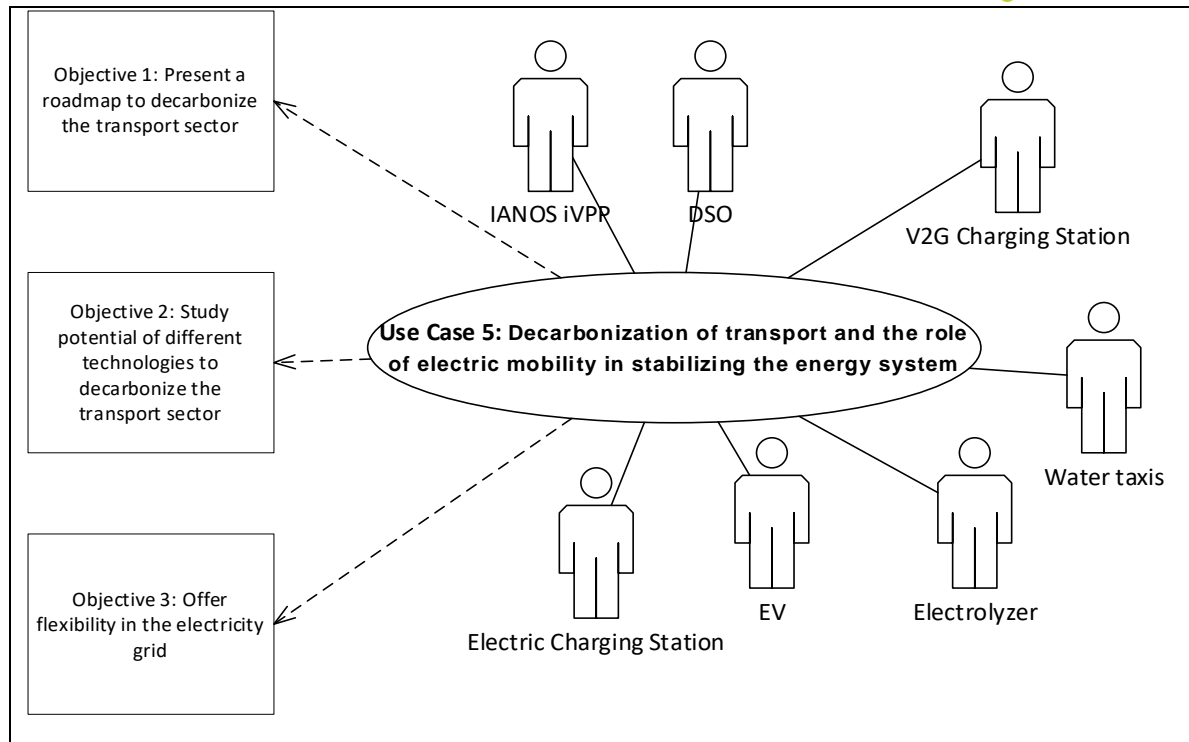 Objective 1: Present a
roadmap to decarbonize
the transport sector
IANOS iVPP
DSO
V2G Charging Station
Objective 2: Study
potential of different
technologies to
decarbonize the
transport sector
Use Case 5: Decarbonization of transport and the role
of electric mobility in stabilizing the energy system
Water taxis
Objective 3: Offer
flexibility in the electricity
grid
Electric Charging Station
EV
Electrolyzer